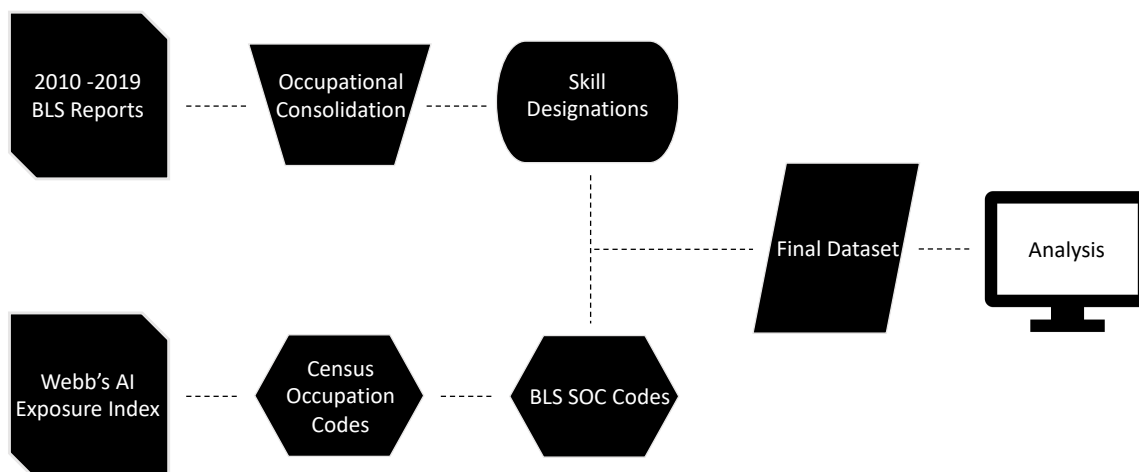 2010 -2019
BLS Reports
Occupational
Consolidation
Skill
Designations
Final Dataset
Analysis
Webb’s AI
Exposure Index
Census
Occupation
Codes
BLS SOC Codes